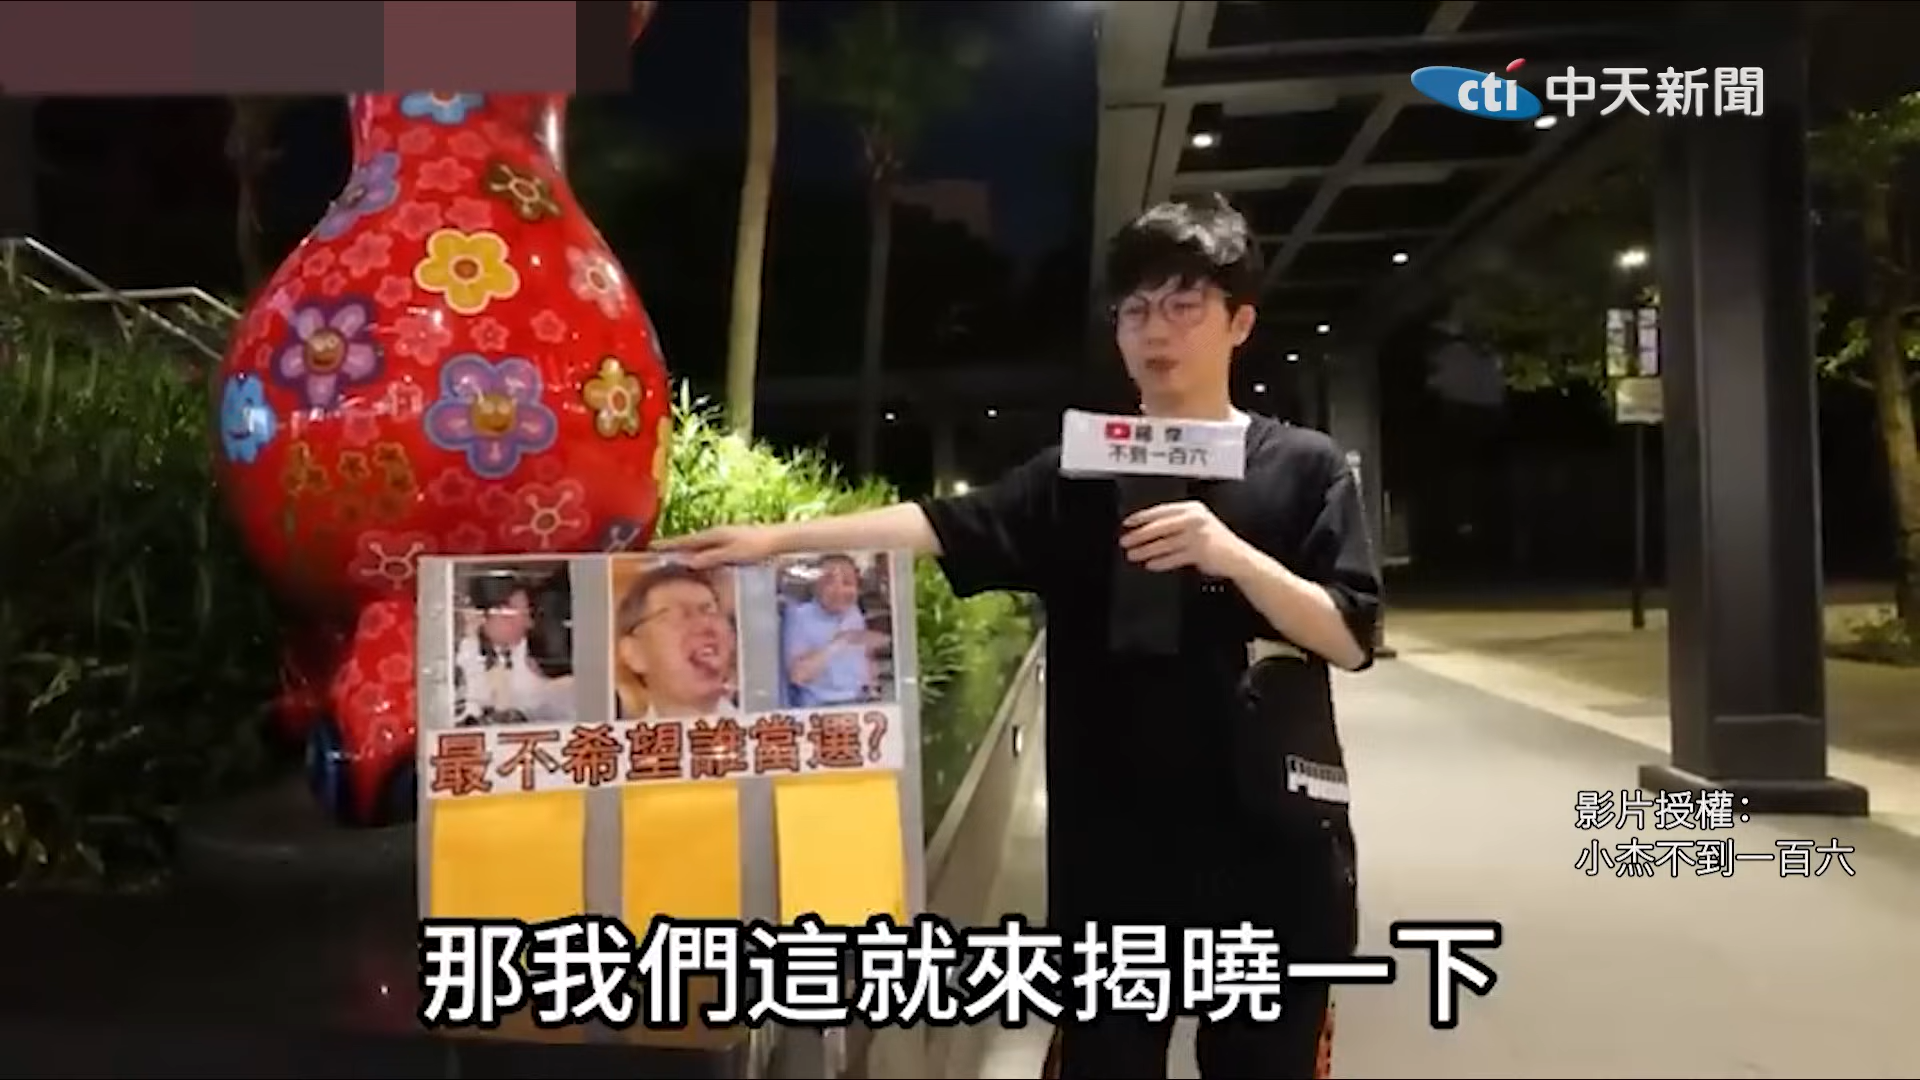 cti 中天新聞
不到一百六
最不希望誰當選?
PUMA
影片授權:
小杰不到一百六
那我們這就來揭曉一下